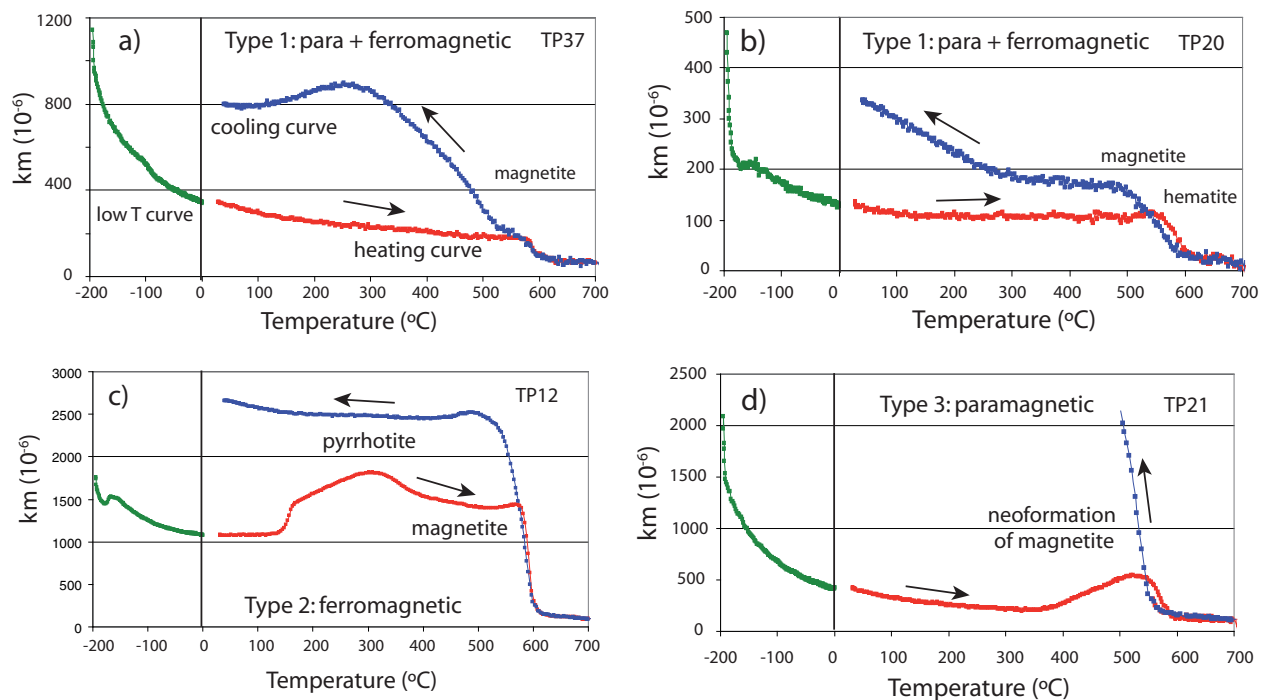 a)
Type 1: para + ferromagnetic
TP37
1200
800
400
0
km (10⁻⁶)
cooling curve
magnetite
low T curve
heating curve
-200
-100
0
100
200
300
400
500
600
700
Temperature (ºC)
b)
Type 1: para + ferromagnetic
TP20
500
400
300
200
100
0
km (10⁻⁶)
magnetite
hematite
-200
-100
0
100
200
300
400
500
600
700
Temperature (ºC)
c)
TP12
3000
2500
2000
1500
1000
500
0
km (10⁻⁶)
pyrrhotite
magnetite
Type 2: ferromagnetic
-200
-100
0
100
200
300
400
500
600
700
Temperature (ºC)
d)
Type 3: paramagnetic
TP21
2500
2000
1000
500
0
km (10⁻⁶)
neoformation
of magnetite
-200
-100
0
100
200
300
400
500
600
700
Temperature (ºC)